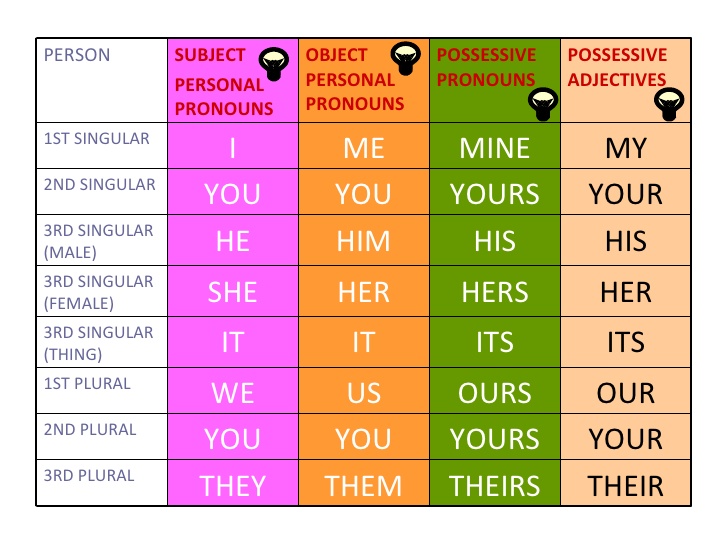 PERSON
SUBJECT
PERSONAL
PRONOUNS
OBJECT
PERSONAL
PRONOUNS
POSSESSIVE
PRONOUNS
POSSESSIVE
ADJECTIVES
1ST SINGULAR
I
ME
MINE
MY
2ND SINGULAR
YOU
YOU
YOURS
YOUR
3RD SINGULAR
(MALE)
HE
HIM
HIS
HIS
3RD SINGULAR
(FEMALE)
SHE
HER
HERS
HER
3RD SINGULAR
(THING)
IT
IT
ITS
ITS
1ST PLURAL
WE
US
OURS
OUR
2ND PLURAL
YOU
YOU
YOURS
YOUR
3RD PLURAL
THEY
THEM
THEIRS
THEIR